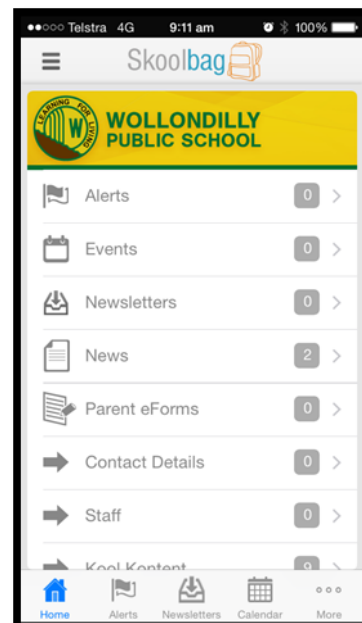 Telstra 4G 9:11 am 100%
Skoolbag
LEARNING FOR LIVING
W
WOLLONDILLY
PUBLIC SCHOOL
Alerts 0
Events 0
Newsletters 0
News 2
Parent eForms 0
Contact Details 0
Staff 0
Kool Kontent 9
Home Alerts Newsletters Calendar More